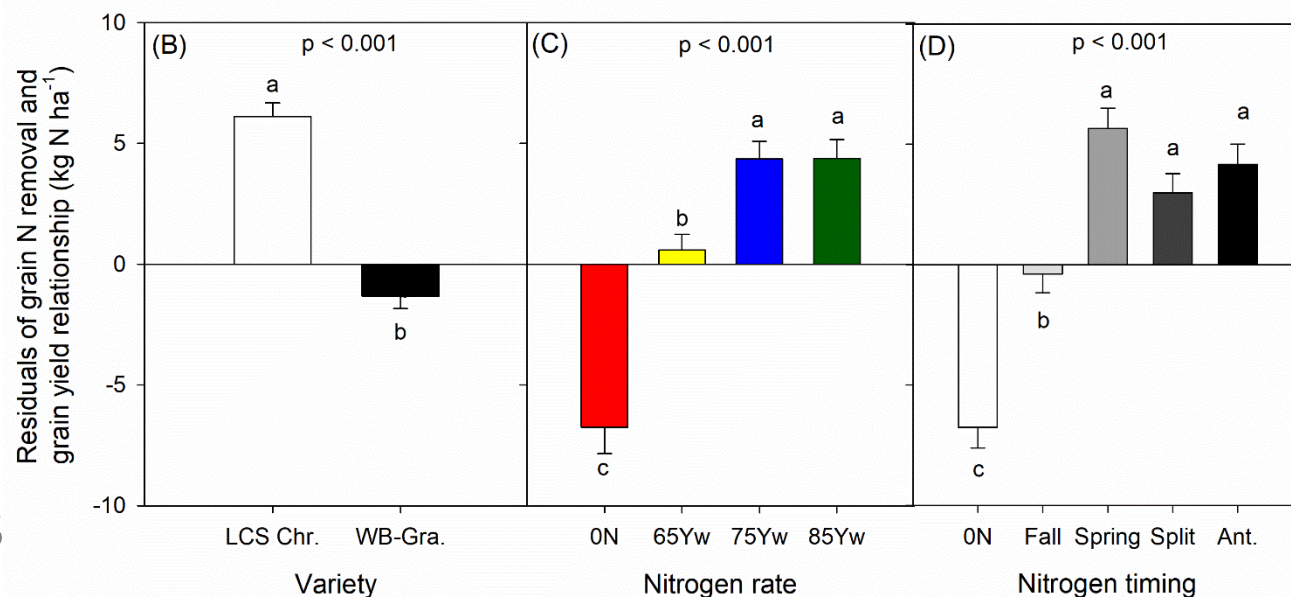 Residuals of grain N removal and
grain yield relationship (kg N ha⁻¹)
10
5
0
-5
-10
(B)
p < 0.001
a
b
LCS Chr.
WB-Gra.
Variety
(C)
p < 0.001
c
b
a
a
0N
65Yw
75Yw
85Yw
Nitrogen rate
(D)
p < 0.001
c
b
a
a
a
0N
Fall
Spring
Split
Ant.
Nitrogen timing